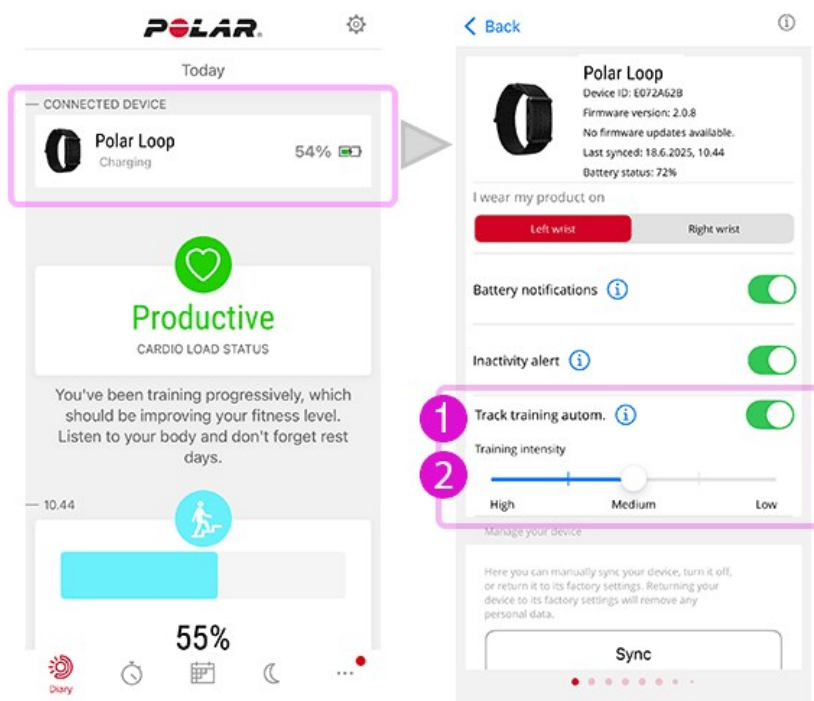 POLAR.
Today
CONNECTED DEVICE
Polar Loop
Charging
54%
Productive
CARDIO LOAD STATUS
You've been training progressively, which
should be improving your fitness level.
Listen to your body and don't forget rest
days.
10.44
55%
Diary
Back
Polar Loop
Device ID: E072A62B
Firmware version: 2.0.8
No firmware updates available.
Last synced: 18.6.2025, 10.44
Battery status: 72%
I wear my product on
Left wrist
Right wrist
Battery notifications
Inactivity alert
1
Track training autom.
Training intensity
2
High
Medium
Low
Manage your device
Here you can manually sync your device, turn it off,
or return it to its factory settings. Returning your
device to its factory settings will remove any
personal data.
Sync